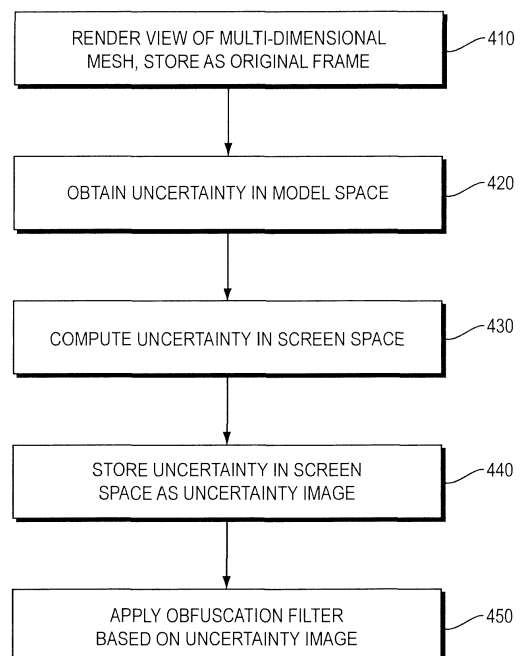 RENDER VIEW OF MULTI-DIMENSIONAL
MESH, STORE AS ORIGINAL FRAME
410
OBTAIN UNCERTAINTY IN MODEL SPACE
420
COMPUTE UNCERTAINTY IN SCREEN SPACE
430
STORE UNCERTAINTY IN SCREEN
SPACE AS UNCERTAINTY IMAGE
440
APPLY OBFUSCATION FILTER
BASED ON UNCERTAINTY IMAGE
450